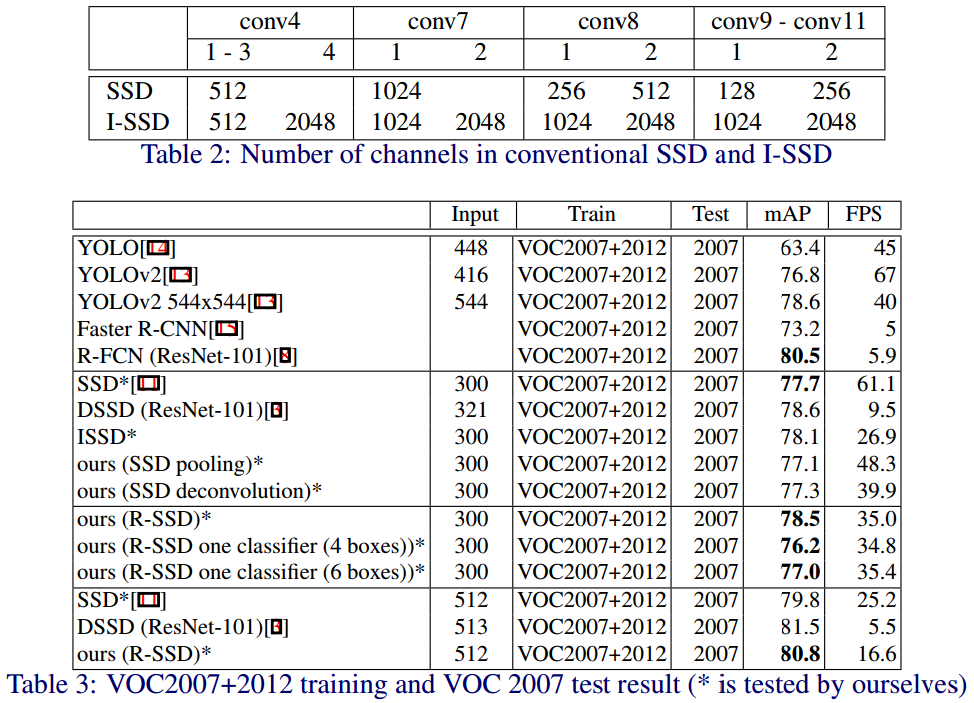 conv4 conv7 conv8 conv9 - conv11
1 - 3 4 1 2 1 2 1 2
SSD 512 1024 256 512 128 256
I-SSD 512 2048 1024 2048 1024 2048 1024 2048
Table 2: Number of channels in conventional SSD and I-SSD
Input Train Test mAP FPS
YOLO[14] 448 VOC2007+2012 2007 63.4 45
YOLOv2[13] 416 VOC2007+2012 2007 76.8 67
YOLOv2 544x544[13] 544 VOC2007+2012 2007 78.6 40
Faster R-CNN[15] VOC2007+2012 2007 73.2 5
R-FCN (ResNet-101)[8] VOC2007+2012 2007 80.5 5.9
SSD*[11] 300 VOC2007+2012 2007 77.7 61.1
DSSD (ResNet-101)[3] 321 VOC2007+2012 2007 78.6 9.5
ISSD* 300 VOC2007+2012 2007 78.1 26.9
ours (SSD pooling)* 300 VOC2007+2012 2007 77.1 48.3
ours (SSD deconvolution)* 300 VOC2007+2012 2007 77.3 39.9
ours (R-SSD)* 300 VOC2007+2012 2007 78.5 35.0
ours (R-SSD one classifier (4 boxes))* 300 VOC2007+2012 2007 76.2 34.8
ours (R-SSD one classifier (6 boxes))* 300 VOC2007+2012 2007 77.0 35.4
SSD*[11] 512 VOC2007+2012 2007 79.8 25.2
DSSD (ResNet-101)[3] 513 VOC2007+2012 2007 81.5 5.5
ours (R-SSD)* 512 VOC2007+2012 2007 80.8 16.6
Table 3: VOC2007+2012 training and VOC 2007 test result (* is tested by ourselves)